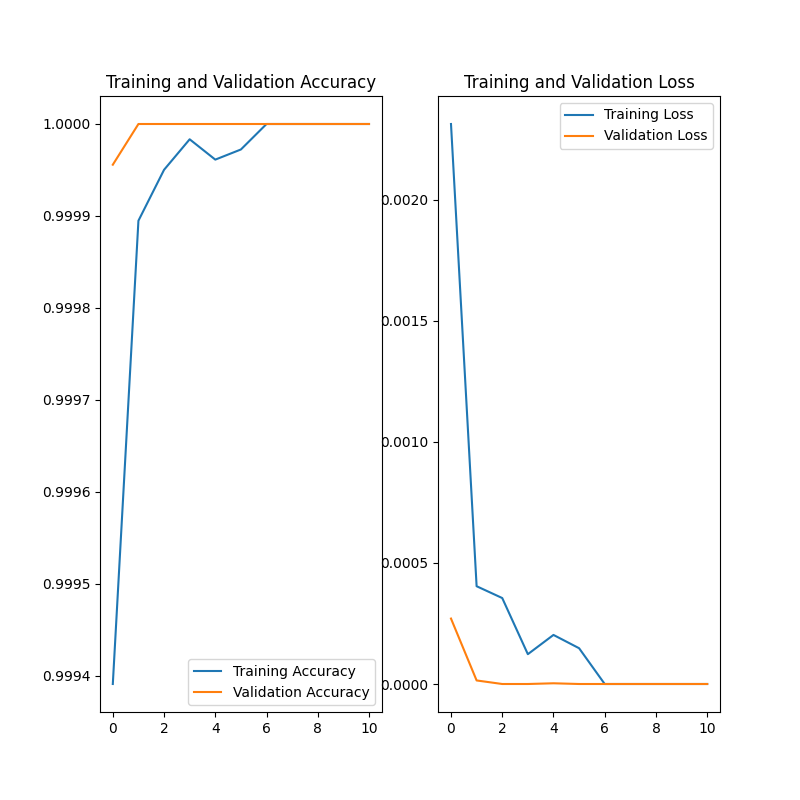 Training and Validation Accuracy
1.0000
0.9999
0.9998
0.9997
0.9996
0.9995
0.9994
0 2 4 6 8 10
Training Accuracy
Validation Accuracy
Training and Validation Loss
Training Loss
Validation Loss
0.0020
0.0015
0.0010
0.0005
0.0000
0 2 4 6 8 10